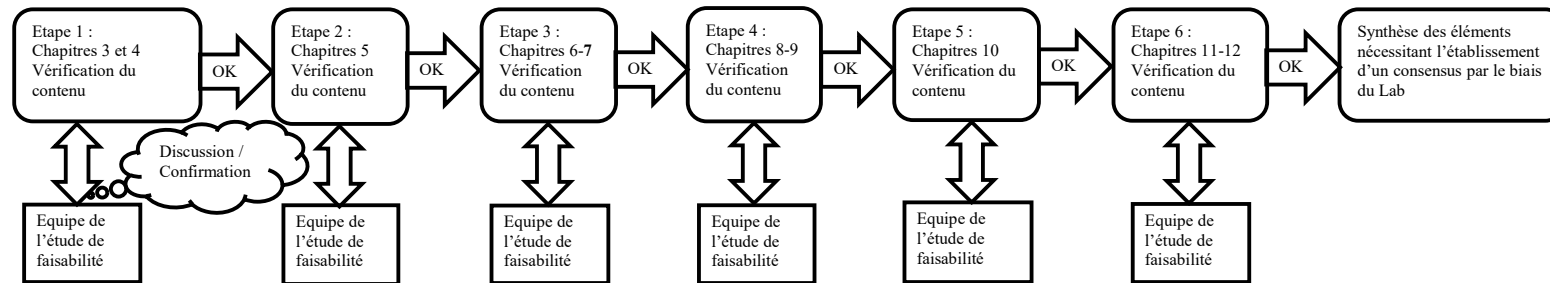 Etape 1 :
Chapitres 3 et 4
Vérification du
contenu
OK
Etape 2 :
Chapitres 5
Vérification
du contenu
OK
Etape 3 :
Chapitres 6-7
Vérification
du contenu
OK
Etape 4 :
Chapitres 8-9
Vérification
du contenu
OK
Etape 5 :
Chapitres 10
Vérification du
contenu
OK
Etape 6 :
Chapitres 11-12
Vérification du
contenu
OK
Synthèse des éléments
nécessitant l’établissement
d’un consensus par le biais
du Lab
Discussion /
Confirmation
Equipe de
l’étude de
faisabilité
Equipe de
l’étude de
faisabilité
Equipe de
l’étude de
faisabilité
Equipe de
l’étude de
faisabilité
Equipe de
l’étude de
faisabilité
Equipe de
l’étude de
faisabilité